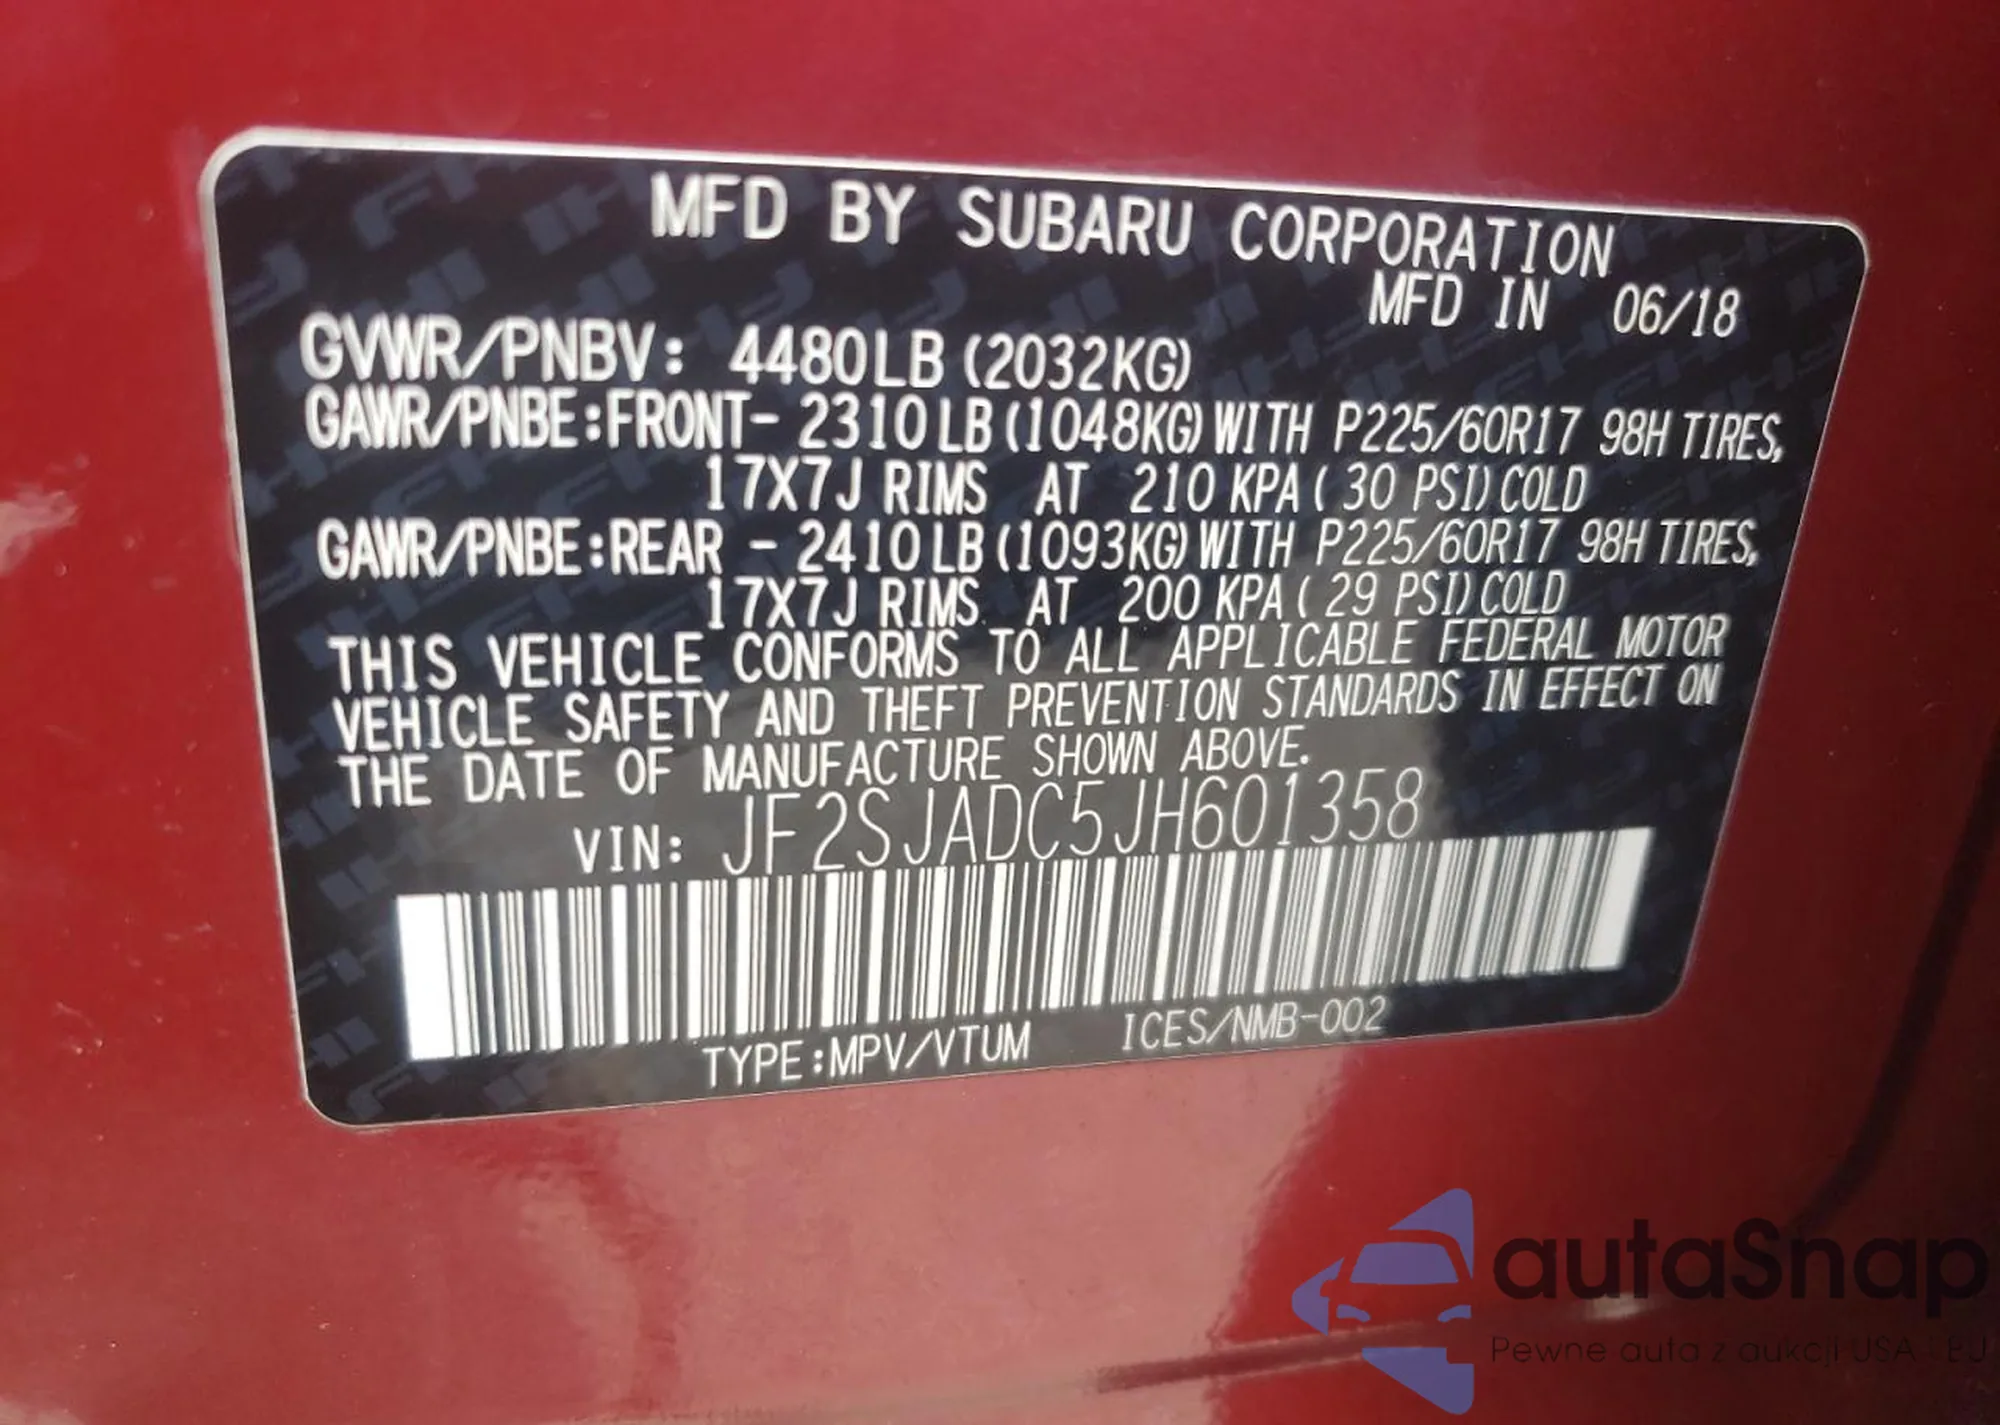 MFD BY SUBARU CORPORATION
MFD IN 06/18
GVWR/PNBV: 4480LB (2032KG)
GAWR/PNBE:FRONT- 2310LB (1048KG) WITH P225/60R17 98H TIRES,
17X7J RIMS AT 210 KPA ( 30 PSI) COLD
GAWR/PNBE:REAR - 2410LB (1093KG) WITH P225/60R17 98H TIRES,
17X7J RIMS AT 200 KPA ( 29 PSI) COLD
THIS VEHICLE CONFORMS TO ALL APPLICABLE FEDERAL MOTOR
VEHICLE SAFETY AND THEFT PREVENTION STANDARDS IN EFFECT ON
THE DATE OF MANUFACTURE SHOWN ABOVE.
VIN: JF2SJADC5JH601358
TYPE:MPV/VTUM ICES/NMB-002
autaSnap
Pewne auta z aukcji USA i EU